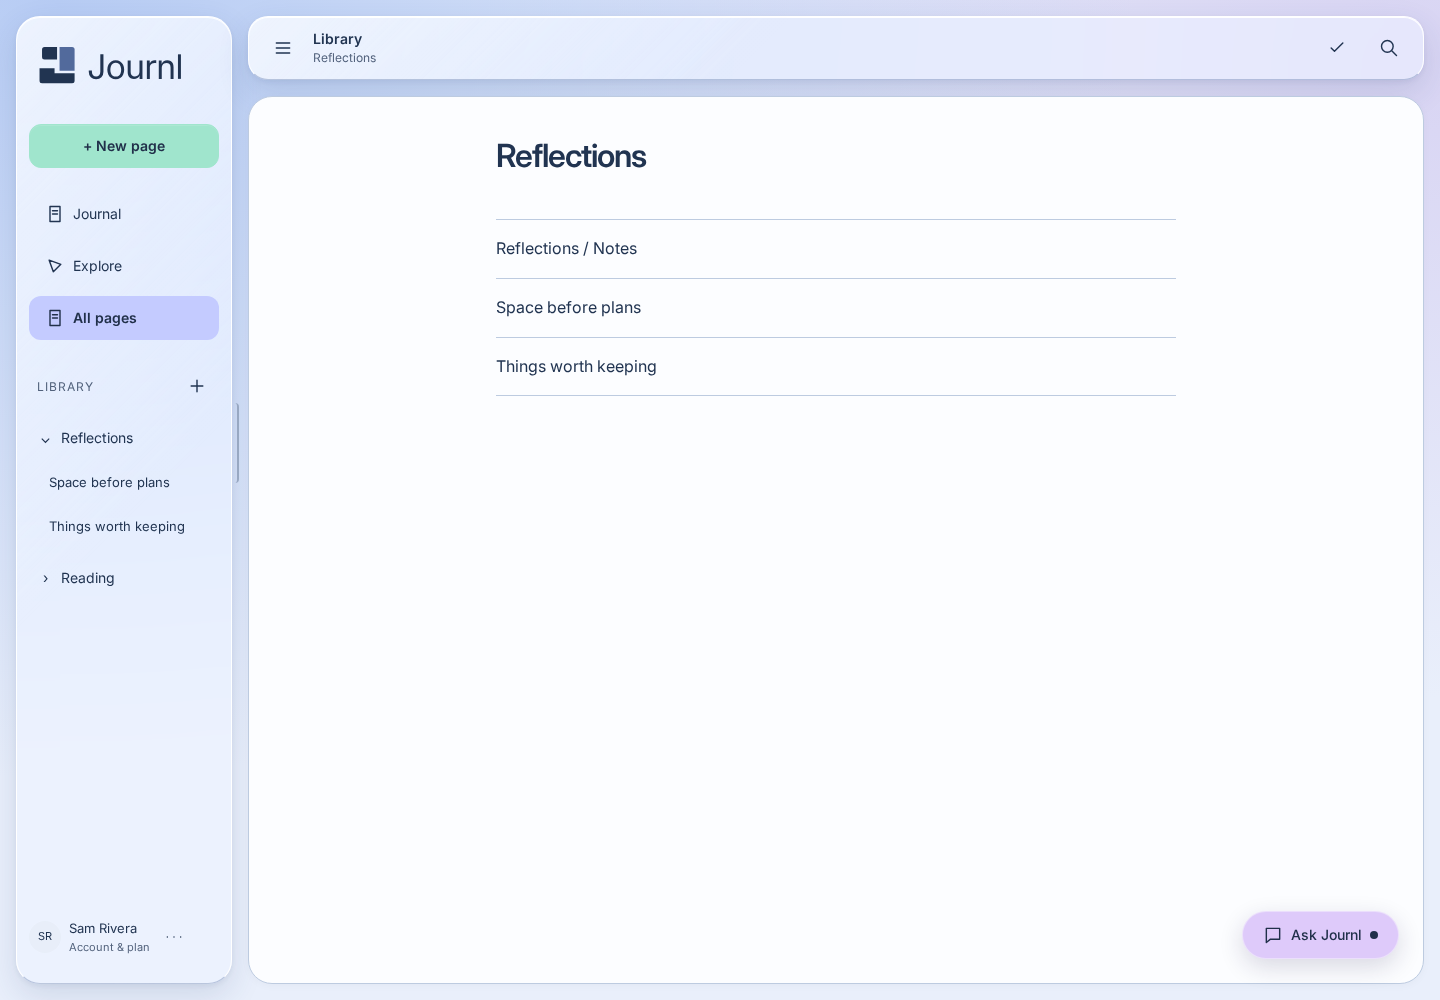 Journl
+ New page
Journal
Explore
All pages
LIBRARY
Reflections
Space before plans
Things worth keeping
Reading
SR
Sam Rivera
Account & plan
Library
Reflections
Reflections
Reflections / Notes
Space before plans
Things worth keeping
Ask Journl